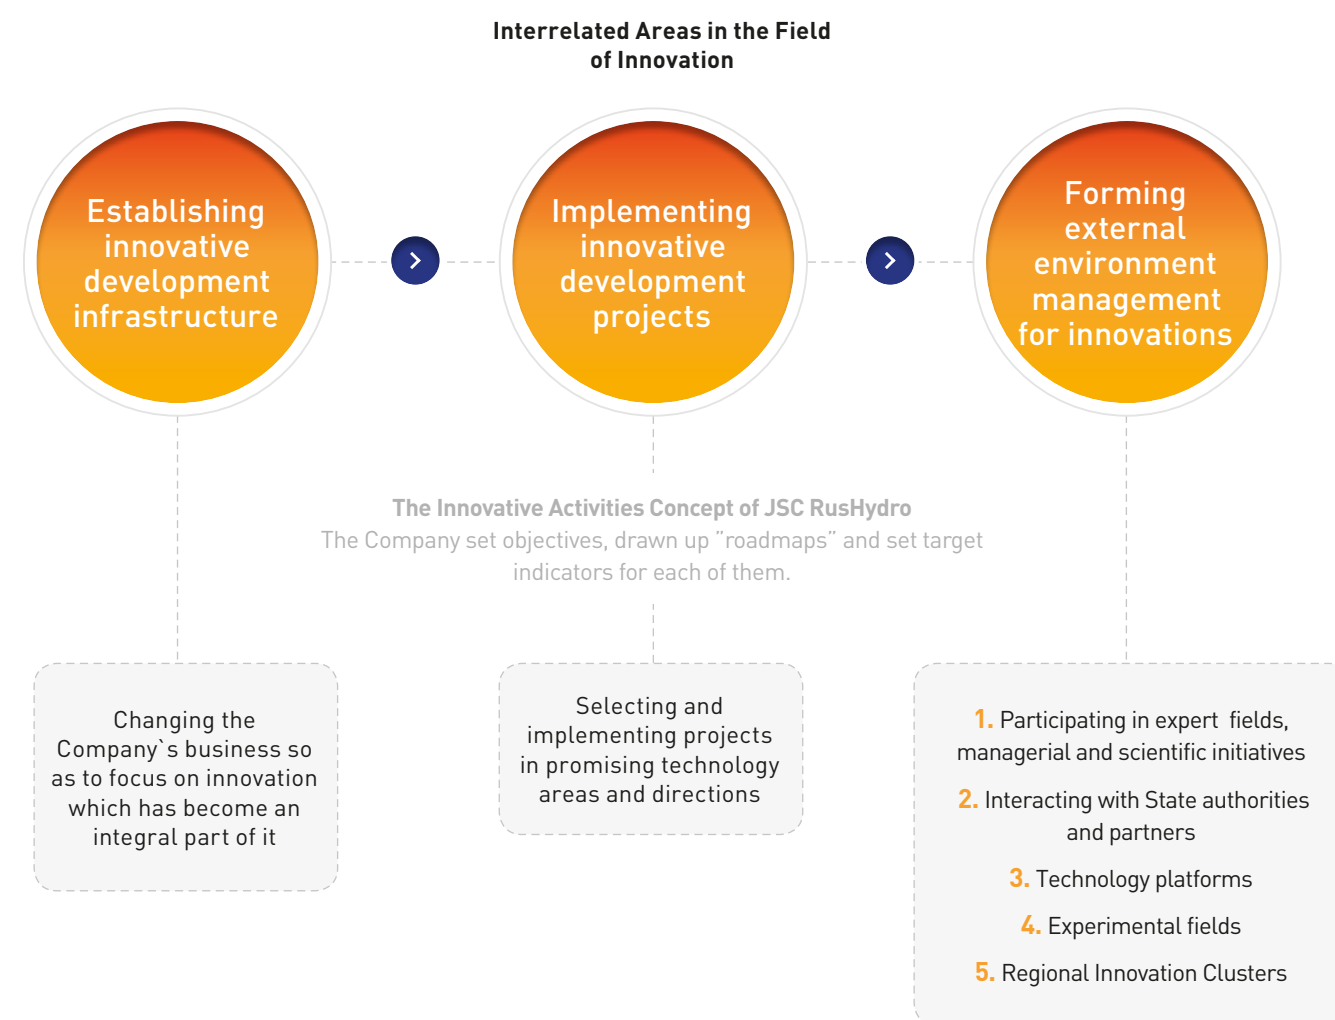 Interrelated Areas in the Field
of Innovation
Establishing
innovative
development
infrastructure
Implementing
innovative
development
projects
Forming
external
environment
management
for innovations
The Innovative Activities Concept of JSC RusHydro
The Company set objectives, drawn up ˝roadmaps˝ and set target
indicators for each of them.
Changing the
Company`s business so
as to focus on innovation
which has become an
integral part of it
Selecting and
implementing projects
in promising technology
areas and directions
1. Participating in expert fields,
managerial and scientific initiatives
2. Interacting with State authorities
and partners
3. Technology platforms
4. Experimental fields
5. Regional Innovation Clusters